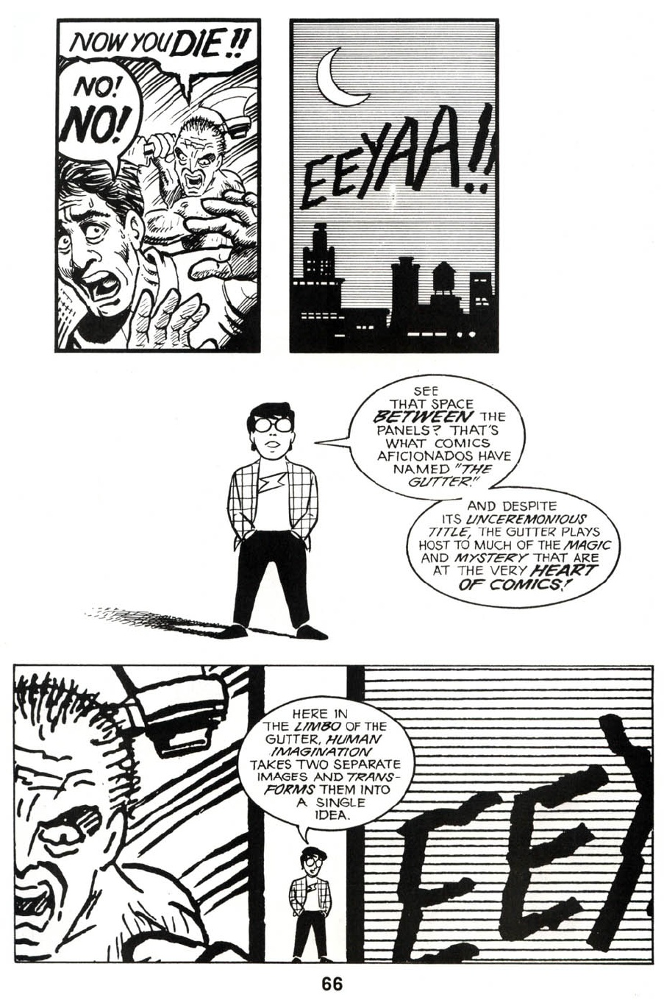 NOW YOU DIE!!
NO!
NO!
EEYAA!!
SEE
THAT SPACE
BETWEEN THE
PANELS? THAT'S
WHAT COMICS
AFICIONADOS HAVE
NAMED "THE
GUTTER."
AND DESPITE
ITS UNCEREMONIOUS
TITLE, THE GUTTER PLAYS
HOST TO MUCH OF THE MAGIC
AND MYSTERY THAT ARE
AT THE VERY HEART
OF COMICS!
HERE IN
THE LIMBO OF THE
GUTTER, HUMAN
IMAGINATION
TAKES TWO SEPARATE
IMAGES AND TRANS-
FORMS THEM INTO
A SINGLE
IDEA.
EEY
66